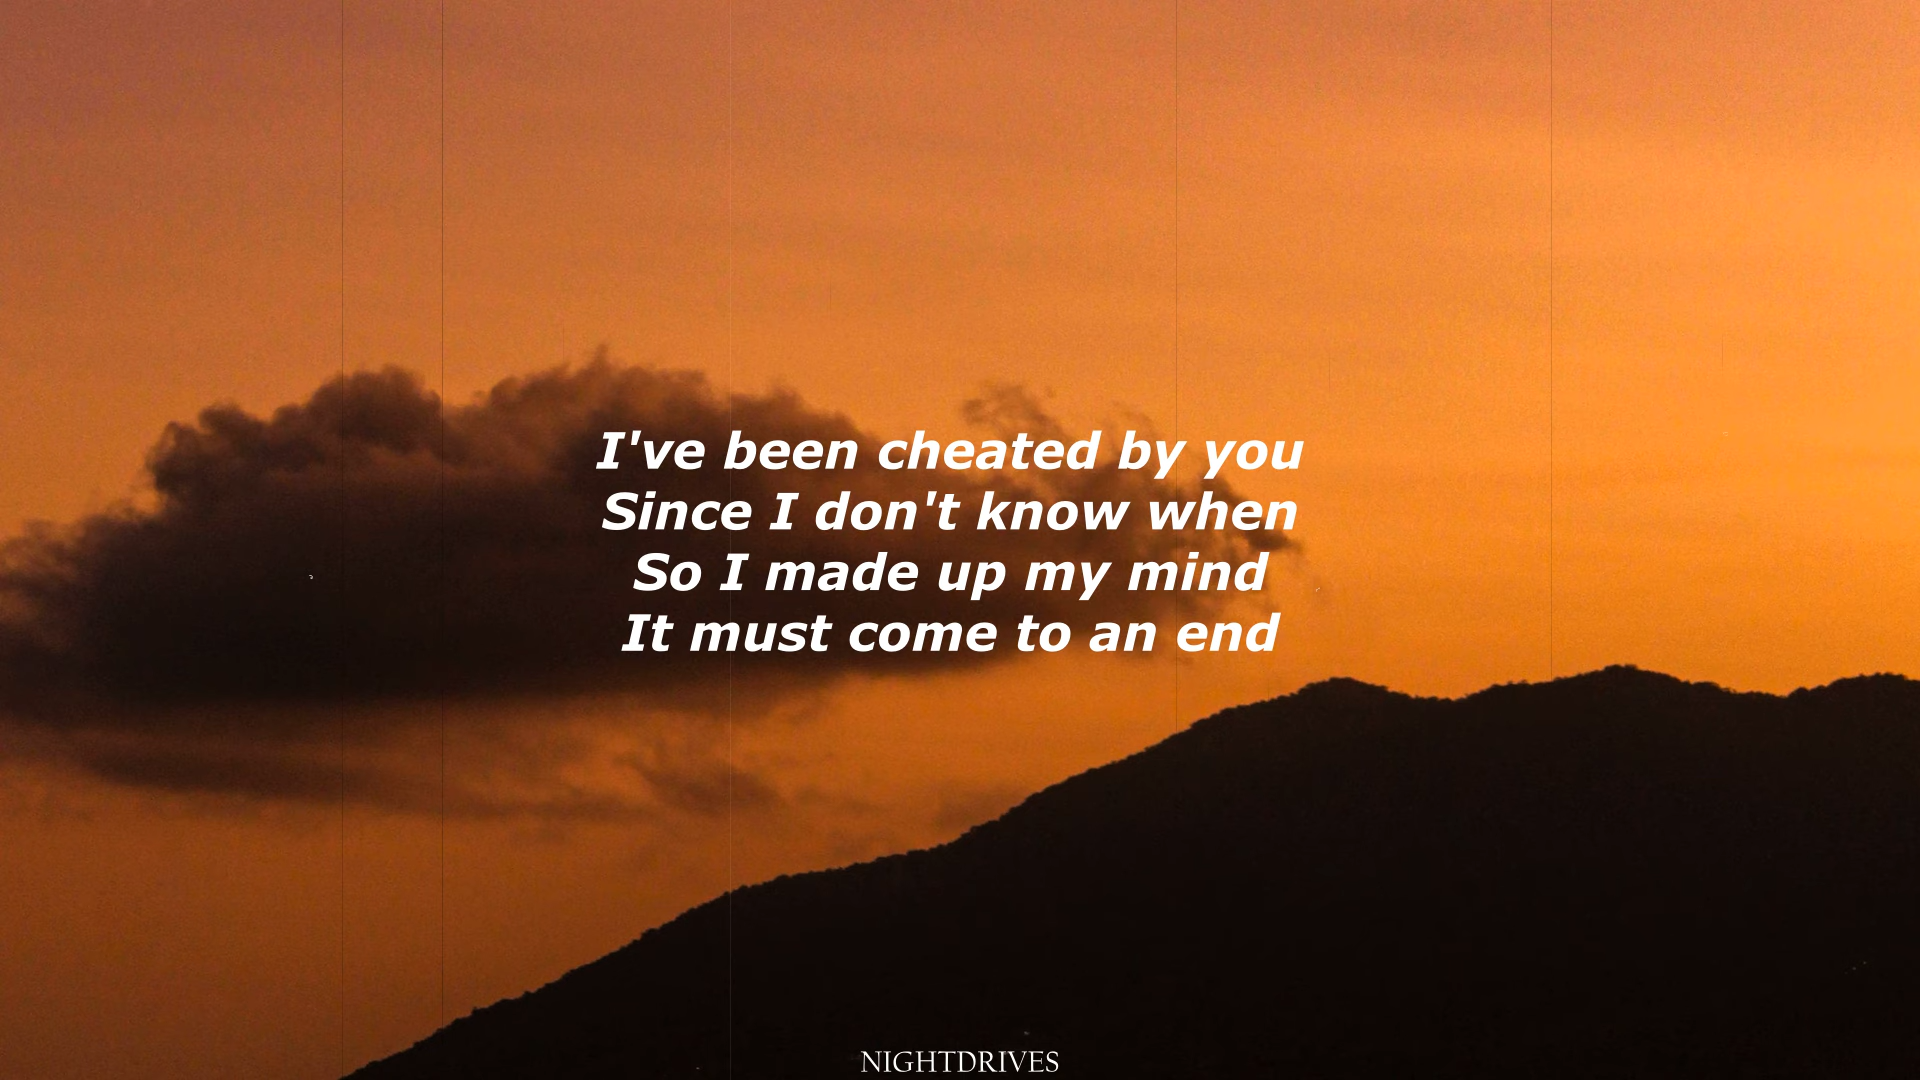 I've been cheated by you
Since I don't know when
So I made up my mind
It must come to an end
NIGHTDRIVES